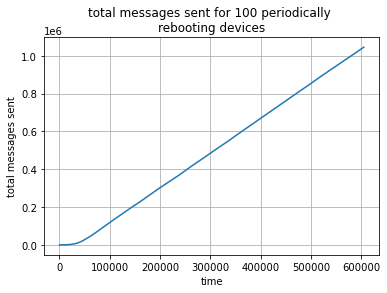 total messages sent for 100 periodically
rebooting devices
1e6
1.0
0.8
0.6
0.4
0.2
0.0
total messages sent
0 100000 200000 300000 400000 500000 600000
time